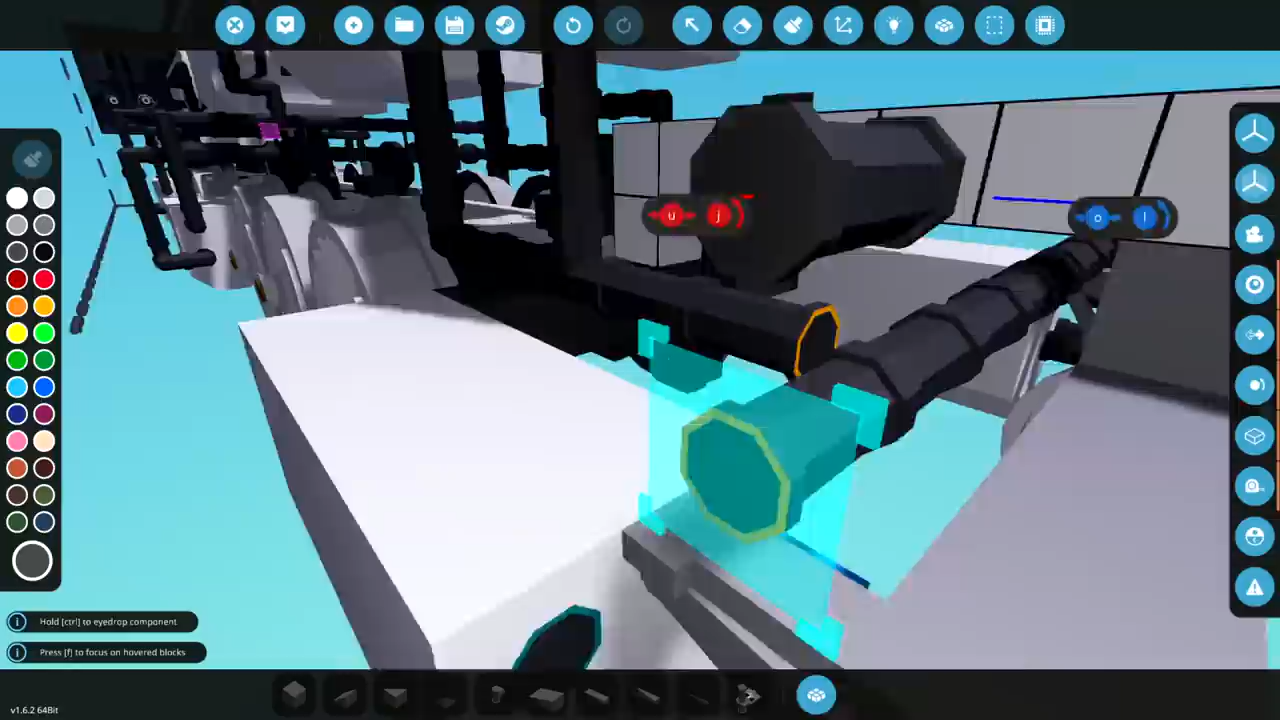 u j
o l
Hold [ctrl] to eyedrop component
Press [f] to focus on hovered blocks
v1.6.2 64Bit